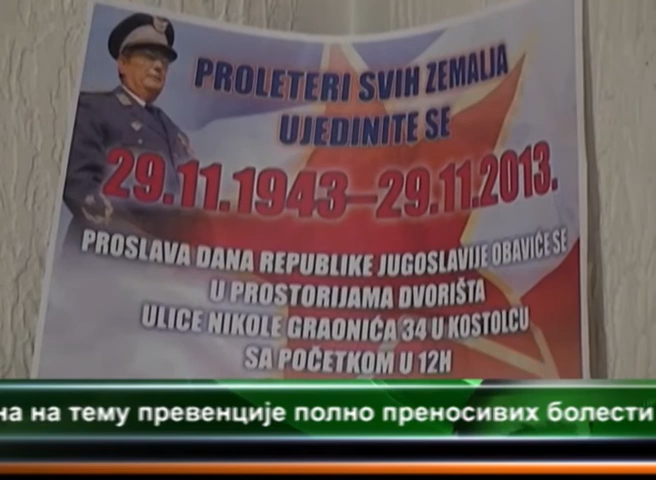 PROLETERI SVIH ZEMALJA
UJEDINITE SE
29.11.1943–29.11.2013.
PROSLAVA DANA REPUBLIKE JUGOSLAVIJE OBAVIĆE SE
U PROSTORIJAMA DVORIŠTA
ULICE NIKOLE GRAONIĆA 34 U KOSTOLCU
SA POČETKOM U 12H
на на тему превенције полно преносивих болести